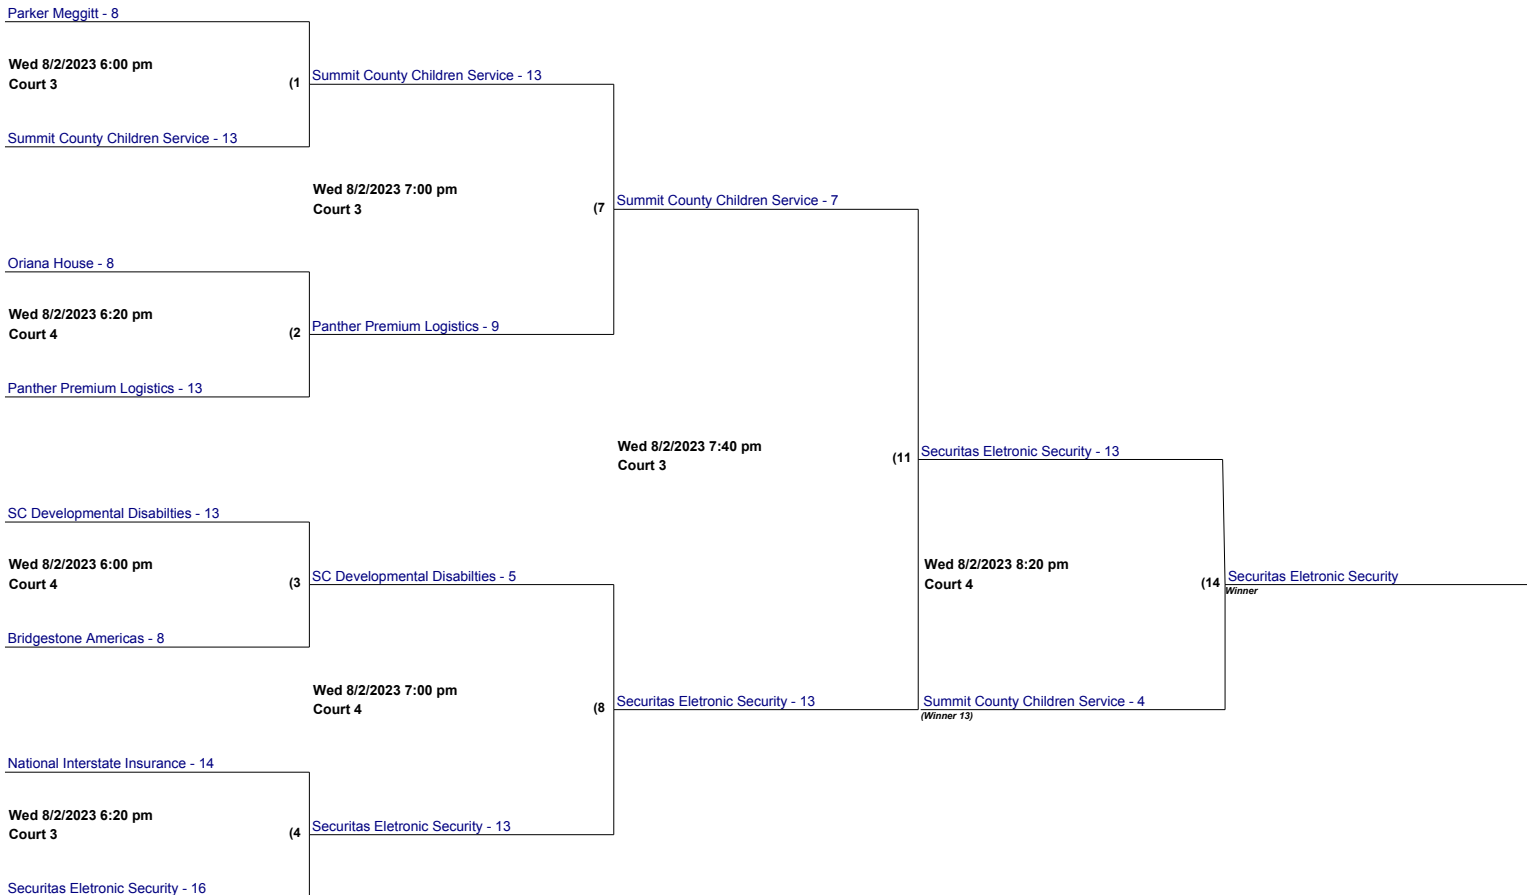 Parker Meggitt - 8
Wed 8/2/2023 6:00 pm
Court 3
(1
Summit County Children Service - 13
Summit County Children Service - 13
Wed 8/2/2023 7:00 pm
Court 3
(7
Summit County Children Service - 7
Oriana House - 8
Wed 8/2/2023 6:20 pm
Court 4
(2
Panther Premium Logistics - 9
Panther Premium Logistics - 13
Wed 8/2/2023 7:40 pm
Court 3
(11
Securitas Eletronic Security - 13
SC Developmental Disabilties - 13
Wed 8/2/2023 6:00 pm
Court 4
(3
SC Developmental Disabilties - 5
Wed 8/2/2023 8:20 pm
Court 4
(14
Securitas Eletronic Security
Winner
Bridgestone Americas - 8
Wed 8/2/2023 7:00 pm
Court 4
(8
Securitas Eletronic Security - 13
Summit County Children Service - 4
(Winner 13)
National Interstate Insurance - 14
Wed 8/2/2023 6:20 pm
Court 3
(4
Securitas Eletronic Security - 13
Securitas Eletronic Security - 16